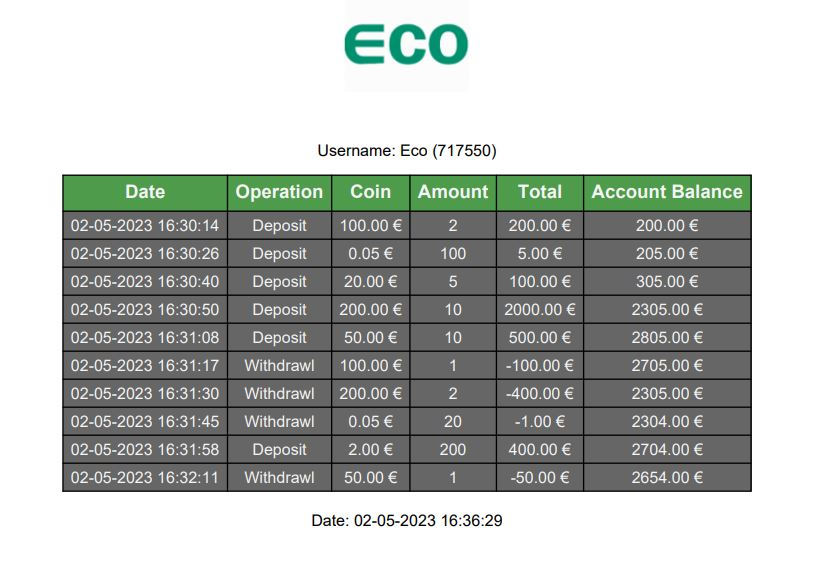 ECO
Username: Eco (717550)
Date Operation Coin Amount Total Account Balance
02-05-2023 16:30:14 Deposit 100.00 € 2 200.00 € 200.00 €
02-05-2023 16:30:26 Deposit 0.05 € 100 5.00 € 205.00 €
02-05-2023 16:30:40 Deposit 20.00 € 5 100.00 € 305.00 €
02-05-2023 16:30:50 Deposit 200.00 € 10 2000.00 € 2305.00 €
02-05-2023 16:31:08 Deposit 50.00 € 10 500.00 € 2805.00 €
02-05-2023 16:31:17 Withdrawl 100.00 € 1 -100.00 € 2705.00 €
02-05-2023 16:31:30 Withdrawl 200.00 € 2 -400.00 € 2305.00 €
02-05-2023 16:31:45 Withdrawl 0.05 € 20 -1.00 € 2304.00 €
02-05-2023 16:31:58 Deposit 2.00 € 200 400.00 € 2704.00 €
02-05-2023 16:32:11 Withdrawl 50.00 € 1 -50.00 € 2654.00 €
Date: 02-05-2023 16:36:29